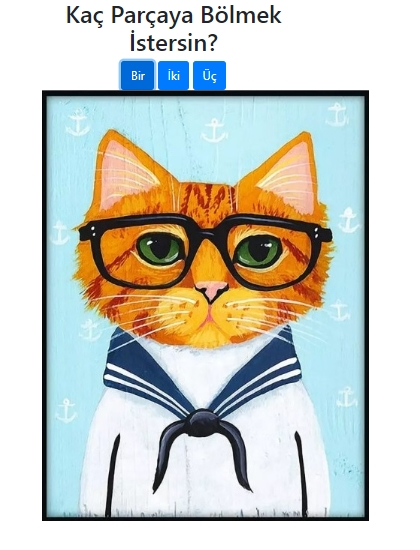 Kaç Parçaya Bölmek
İstersin?
Bir İki Üç